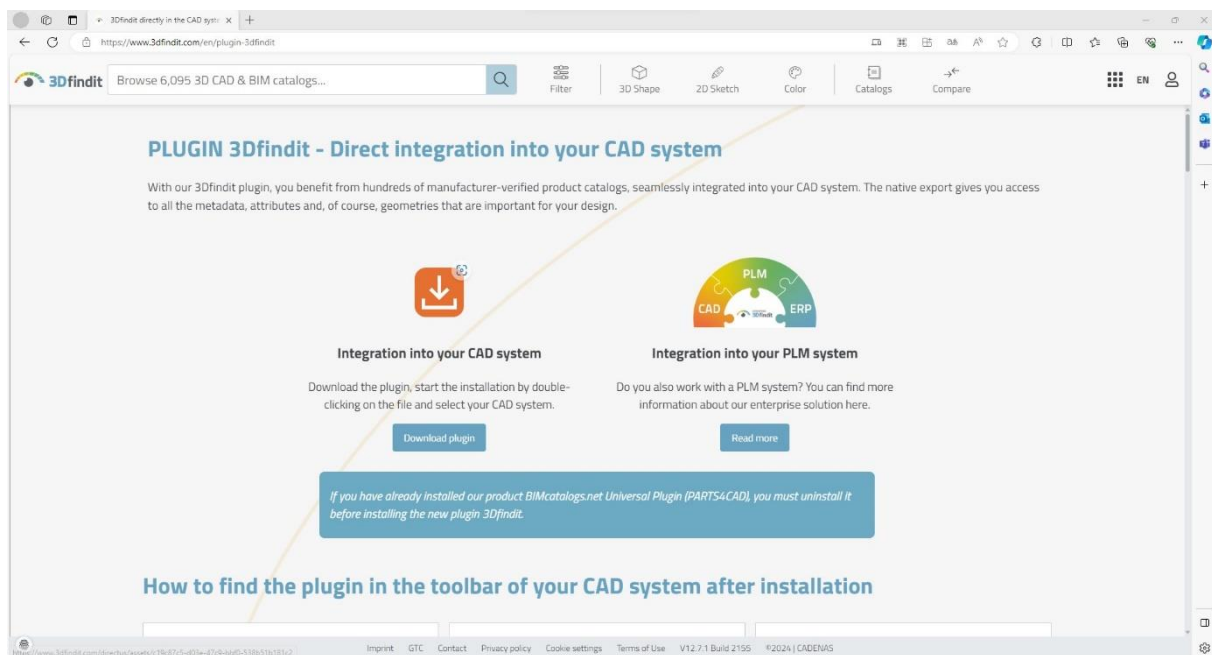 3Dfindit directly in the CAD syste
https://www.3dfindit.com/en/plugin-3dfindit
3Dfindit
Browse 6,095 3D CAD & BIM catalogs...
Filter
3D Shape
2D Sketch
Color
Catalogs
Compare
EN
PLUGIN 3Dfindit - Direct integration into your CAD system
With our 3Dfindit plugin, you benefit from hundreds of manufacturer-verified product catalogs, seamlessly integrated into your CAD system. The native export gives you access
to all the metadata, attributes and, of course, geometries that are important for your design.
PLM
CAD
3Dfindit
ERP
Integration into your CAD system
Download the plugin, start the installation by double-
clicking on the file and select your CAD system.
Download plugin
Integration into your PLM system
Do you also work with a PLM system? You can find more
information about our enterprise solution here.
Read more
If you have already installed our product BIMcatalogs.net Universal Plugin (PARTS4CAD), you must uninstall it
before installing the new plugin 3Dfindit.
How to find the plugin in the toolbar of your CAD system after installation
Imprint GTC Contact Privacy policy Cookie settings Terms of Use V12.7.1 Build 2155 ©2024 | CADENAS